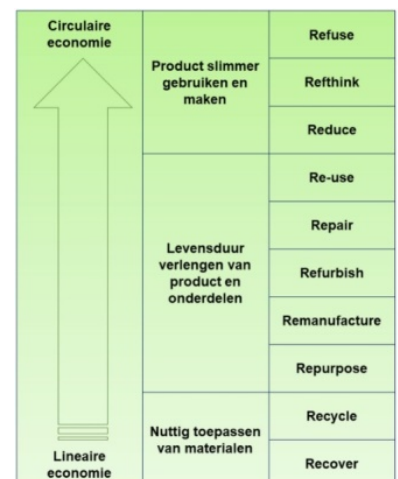 Circulaire
economie
Product slimmer
gebruiken en
maken
Refuse
Refthink
Reduce
Levensduur
verlengen van
product en
onderdelen
Re-use
Repair
Refurbish
Remanufacture
Repurpose
Nuttig toepassen
van materialen
Recycle
Recover
Lineaire
economie